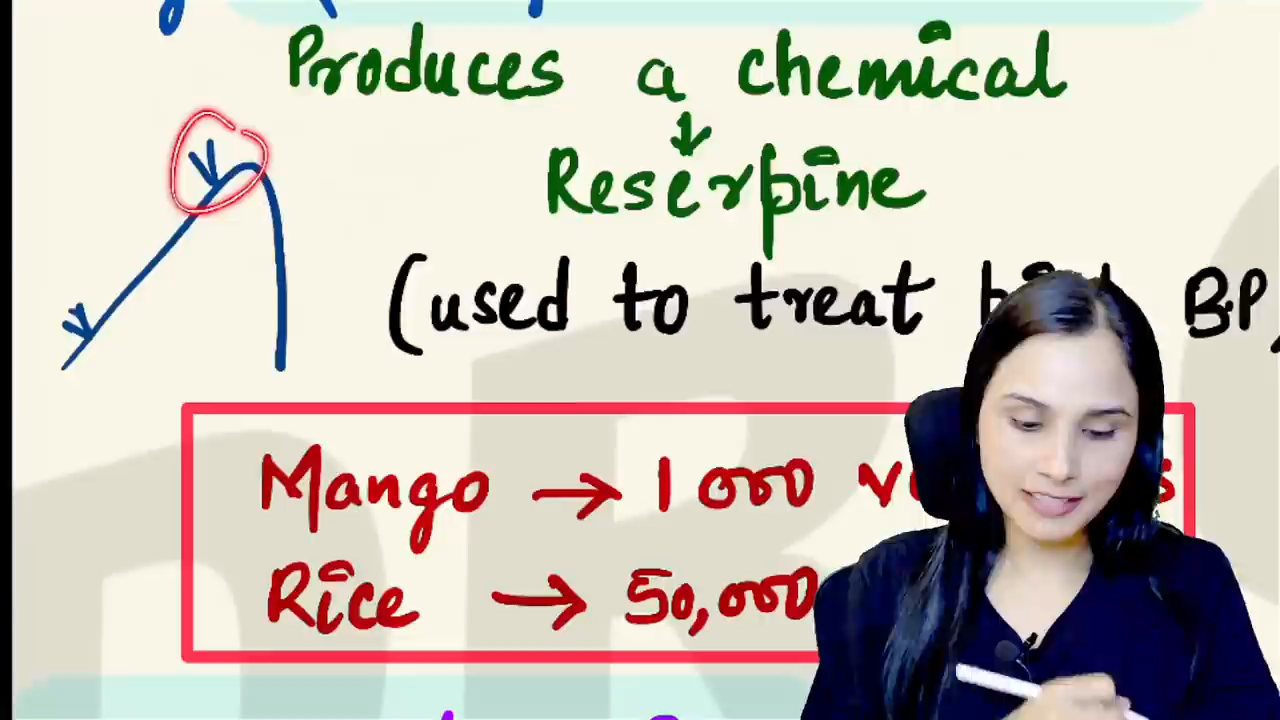 Produces a chemical
Reserpine
(used to treat BP)
Mango → 1000
Rice → 50,000